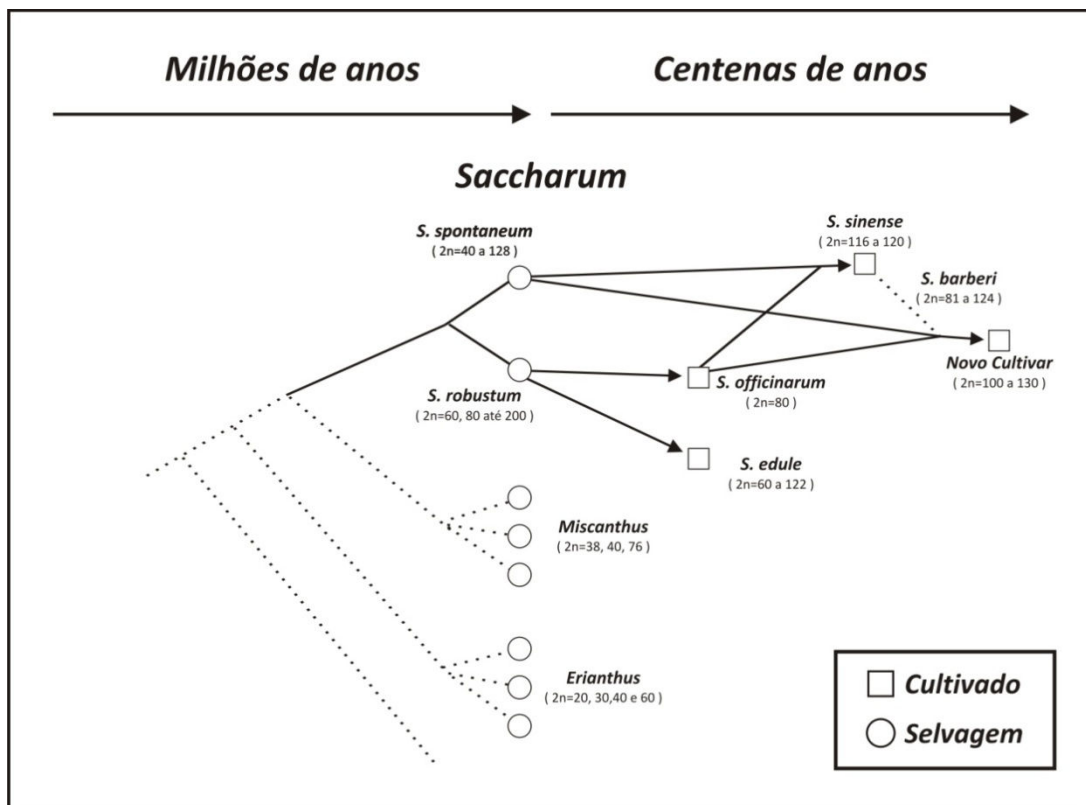 Milhões de anos
Centenas de anos
Saccharum
S. spontaneum
( 2n=40 a 128 )
S. sinense
( 2n=116 a 120 )
S. barberi
( 2n=81 a 124 )
Novo Cultivar
( 2n=100 a 130 )
S. robustum
( 2n=60, 80 até 200 )
S. officinarum
( 2n=80 )
S. edule
( 2n=60 a 122 )
Miscanthus
( 2n=38, 40, 76 )
Erianthus
( 2n=20, 30,40 e 60 )
Cultivado
Selvagem